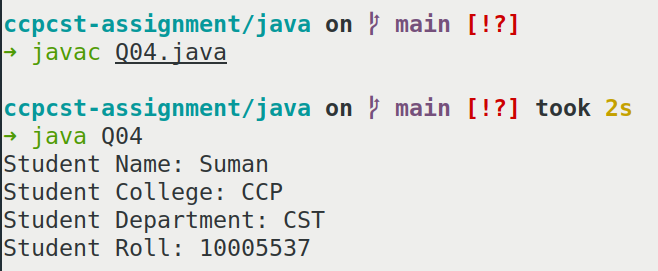 ccpcst-assignment/java on  main [!?]
➜ javac Q04.java
ccpcst-assignment/java on  main [!?] took 2s
➜ java Q04
Student Name: Suman
Student College: CCP
Student Department: CST
Student Roll: 10005537